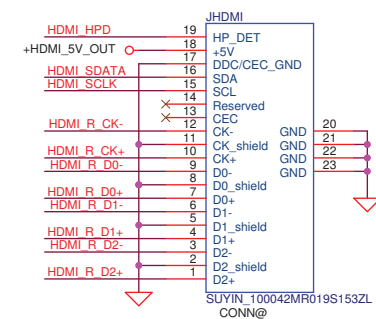 JHDMI
HDMI_HPD 19 HP_DET
+HDMI_5V_OUT 18 +5V
17 DDC/CEC_GND
HDMI_SDATA 16 SDA
HDMI_SCLK 15 SCL
14 Reserved
13 CEC
HDMI_R_CK- 12 CK- GND 20
11 CK_shield GND 21
HDMI_R_CK+ 10 CK+ GND 22
HDMI_R_D0- 9 D0- GND 23
8 D0_shield
HDMI_R_D0+ 7 D0+
HDMI_R_D1- 6 D1-
5 D1_shield
HDMI_R_D1+ 4 D1+
HDMI_R_D2- 3 D2-
2 D2_shield
HDMI_R_D2+ 1 D2+
SUYIN_100042MR019S153ZL
CONN@